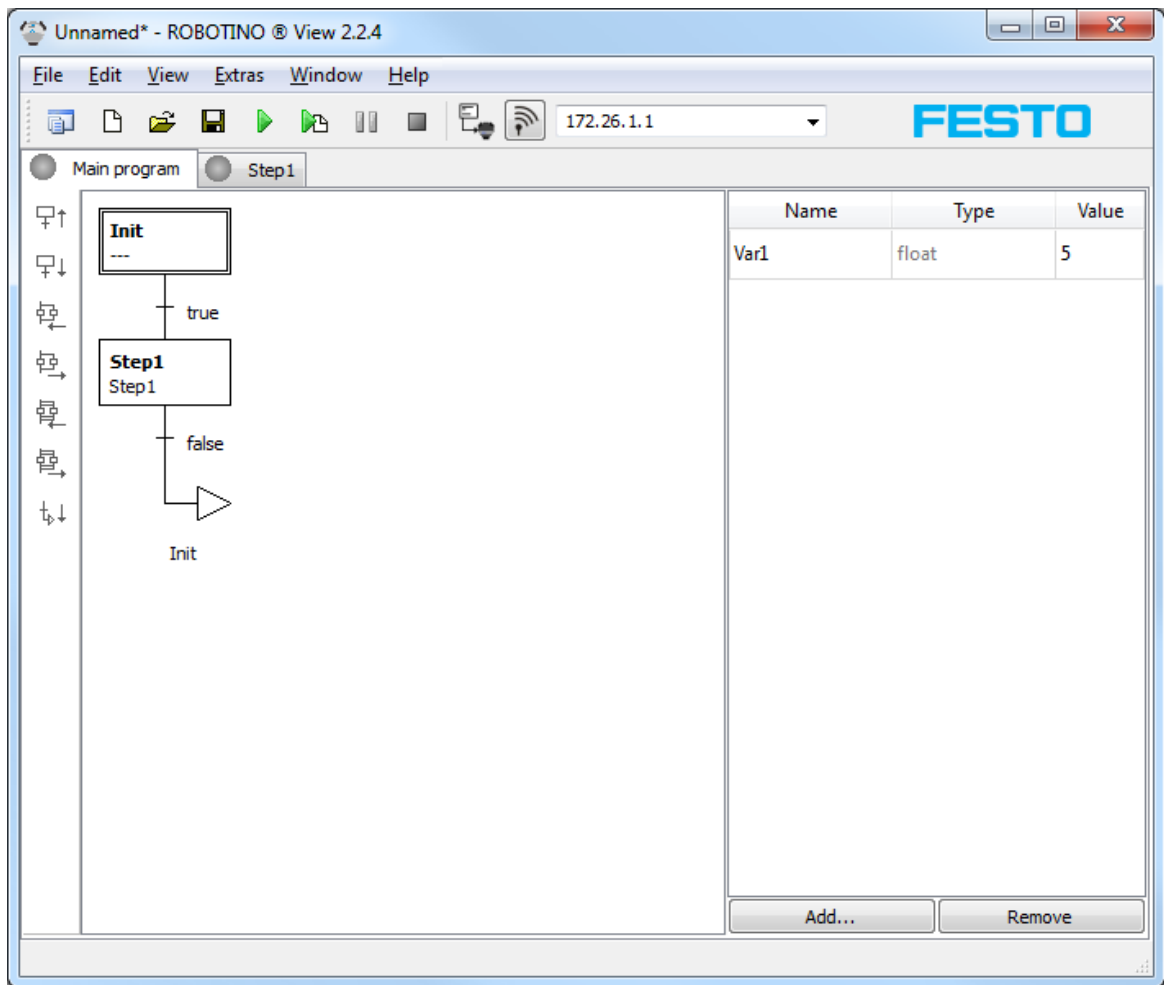 Unnamed* - ROBOTINO ® View 2.2.4
File Edit View Extras Window Help
172.26.1.1
FESTO
Main program Step1
Name Type Value
Init
---
Var1 float 5
true
Step1
Step1
false
Init
Add... Remove